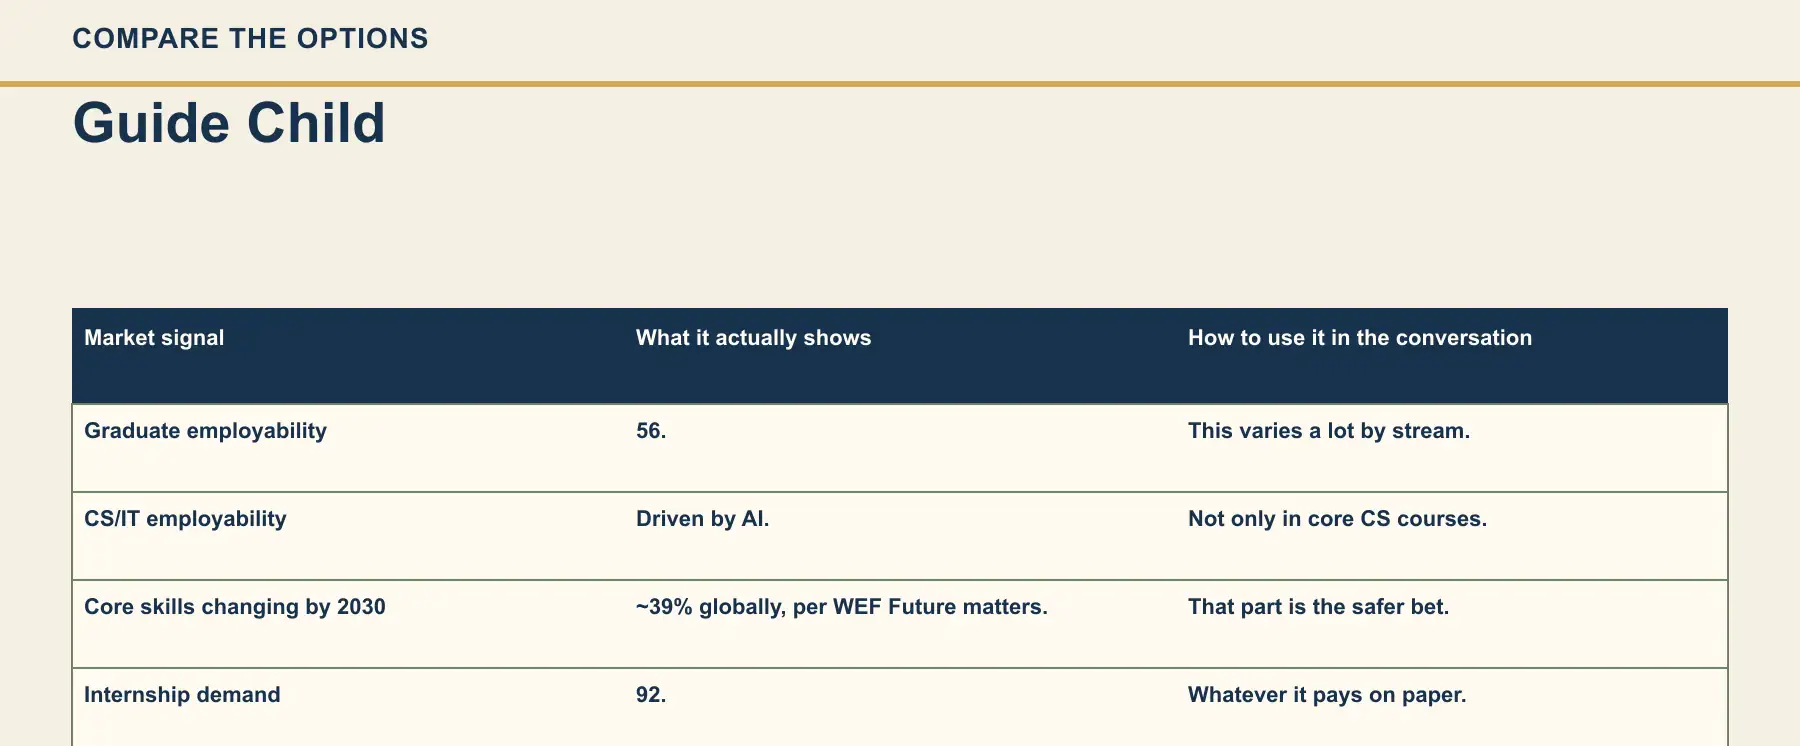 COMPARE THE OPTIONS
Guide Child
Market signal What it actually shows How to use it in the conversation
Graduate employability 56. This varies a lot by stream.
CS/IT employability Driven by AI. Not only in core CS courses.
Core skills changing by 2030 ~39% globally, per WEF Future matters. That part is the safer bet.
Internship demand 92. Whatever it pays on paper.